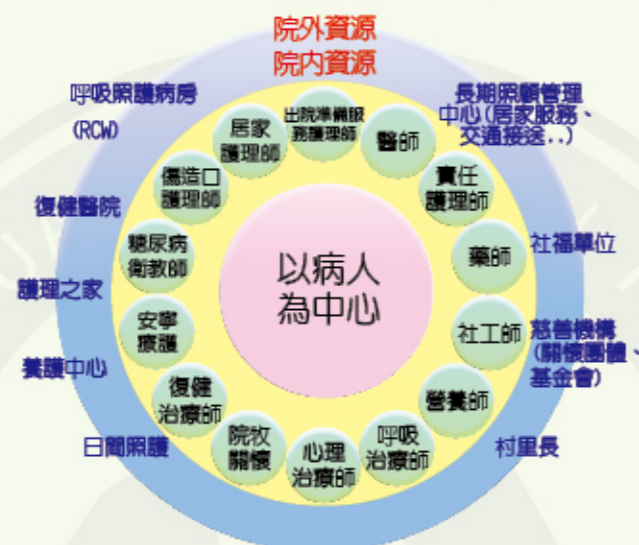 院外資源
院內資源
呼吸照護病房
(RCW)
復健醫院
護理之家
養護中心
日間照護
長期照顧管理
中心(居家服務、
交通接送..)
社福單位
慈善機構
(關懷團體、
基金會)
村里長
出院準備服
務護理師
醫師
責任
護理師
藥師
社工師
營養師
呼吸
治療師
心理
治療師
院牧
關懷
復健
治療師
安寧
療護
糖尿病
衛教師
傷造口
護理師
居家
護理師
以病人
為中心